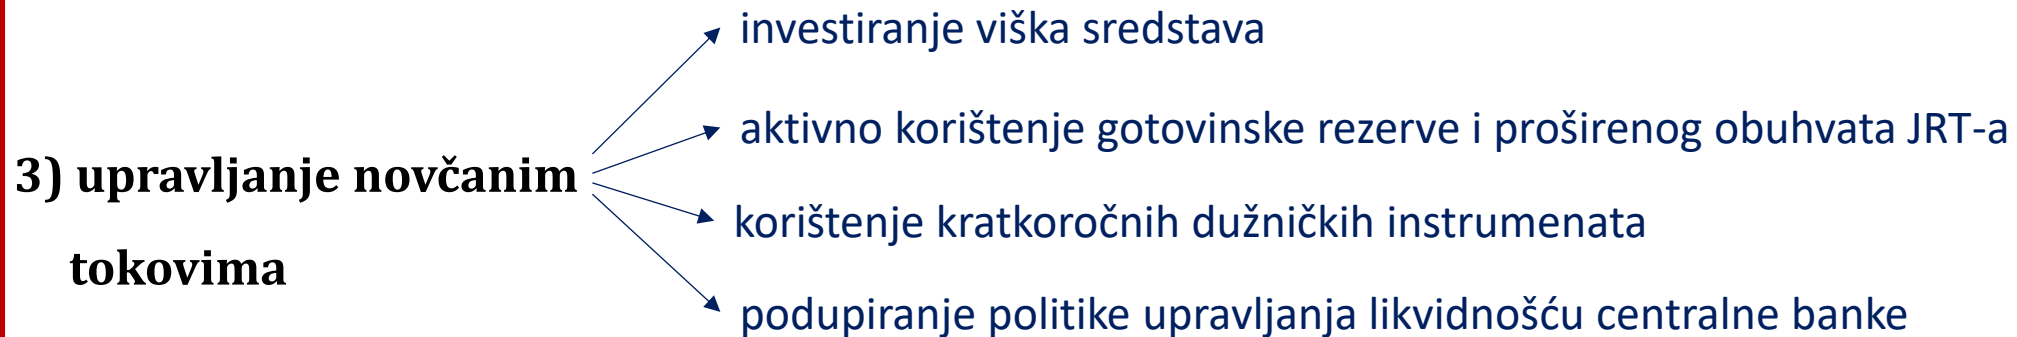 3) upravljanje novčanim
tokovima
investiranje viška sredstava
aktivno korištenje gotovinske rezerve i proširenog obuhvata JRT-a
korištenje kratkoročnih dužničkih instrumenata
podupiranje politike upravljanja likvidnošću centralne banke